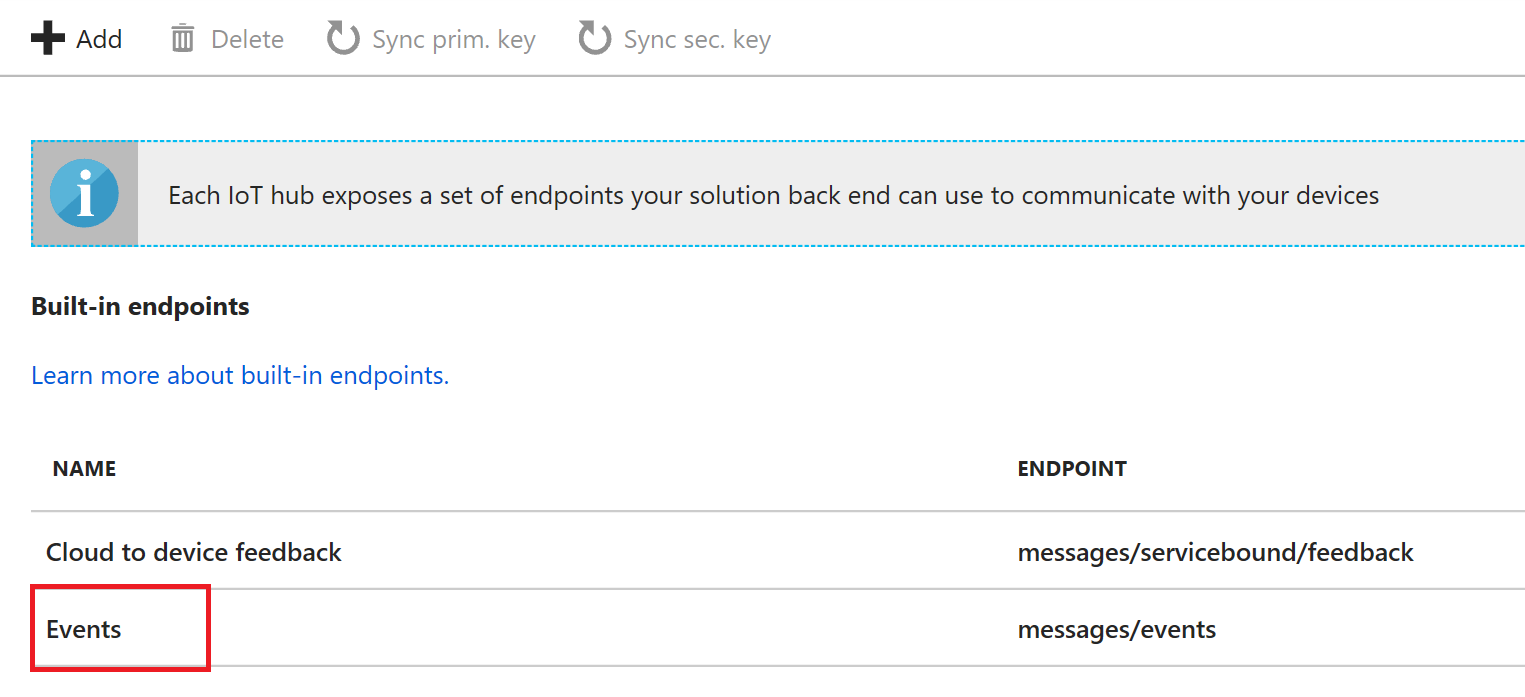 Add Delete Sync prim. key Sync sec. key
Each IoT hub exposes a set of endpoints your solution back end can use to communicate with your devices
Built-in endpoints
Learn more about built-in endpoints.
NAME ENDPOINT
Cloud to device feedback messages/servicebound/feedback
Events messages/events